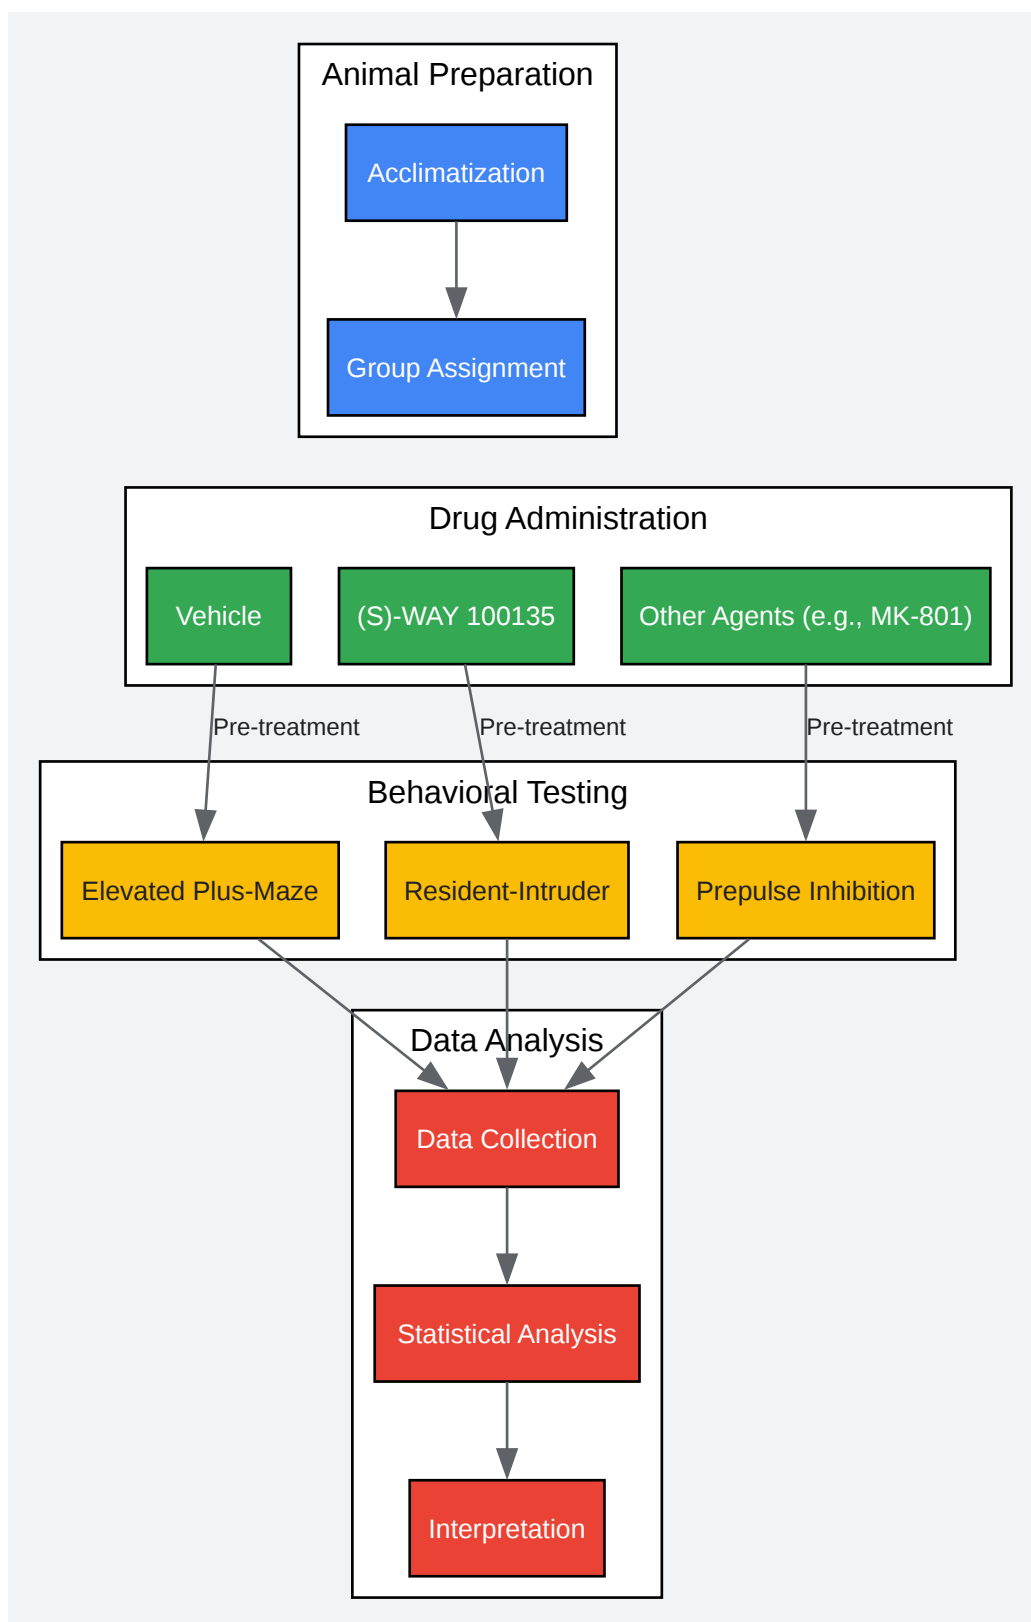 Animal Preparation
Acclimatization
Group Assignment
Drug Administration
Vehicle
(S)-WAY 100135
Other Agents (e.g., MK-801)
Pre-treatment
Pre-treatment
Pre-treatment
Behavioral Testing
Elevated Plus-Maze
Resident-Intruder
Prepulse Inhibition
Data Analysis
Data Collection
Statistical Analysis
Interpretation